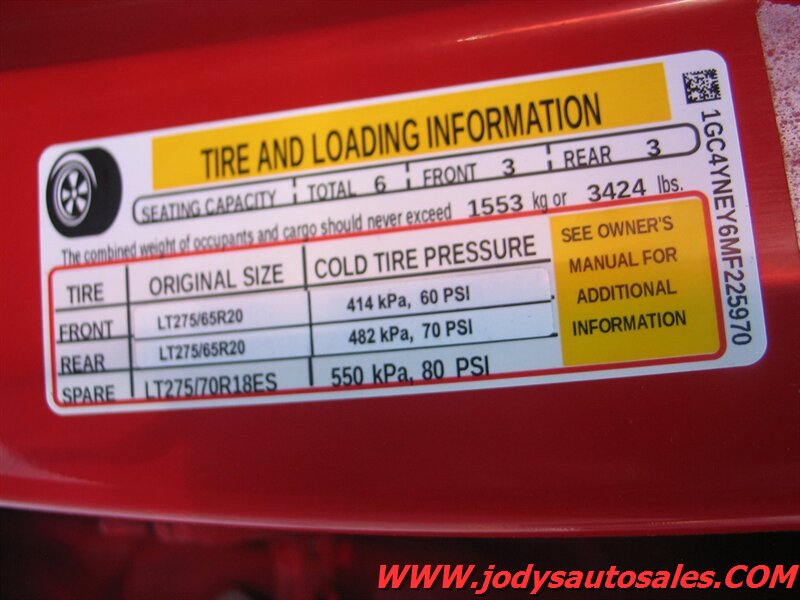 TIRE AND LOADING INFORMATION
SEATING CAPACITY TOTAL 6 FRONT 3 REAR 3
The combined weight of occupants and cargo should never exceed 1553 kg or 3424 lbs.
TIRE ORIGINAL SIZE COLD TIRE PRESSURE
FRONT LT275/65R20 414 kPa, 60 PSI
REAR LT275/65R20 482 kPa, 70 PSI
SPARE LT275/70R18ES 550 kPa, 80 PSI
SEE OWNER'S
MANUAL FOR
ADDITIONAL
INFORMATION
1GC4YNEY6MF225970
WWW.jodysautosales.COM